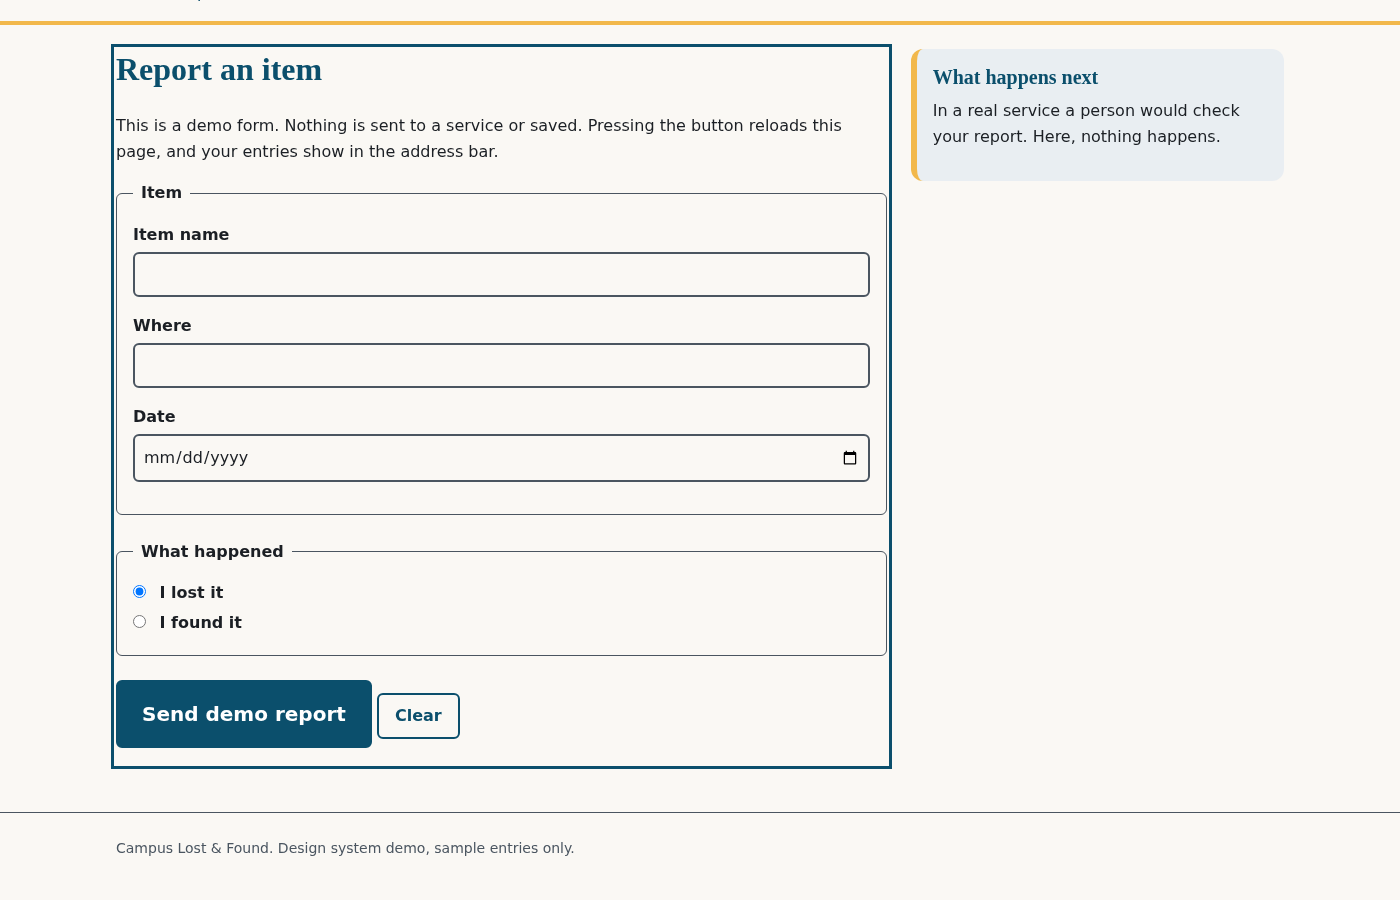 Report an item
This is a demo form. Nothing is sent to a service or saved. Pressing the button reloads this
page, and your entries show in the address bar.
Item
Item name
Where
Date
mm/dd/yyyy
What happened
I lost it
I found it
Send demo report
Clear
What happens next
In a real service a person would check
your report. Here, nothing happens.
Campus Lost & Found. Design system demo, sample entries only.